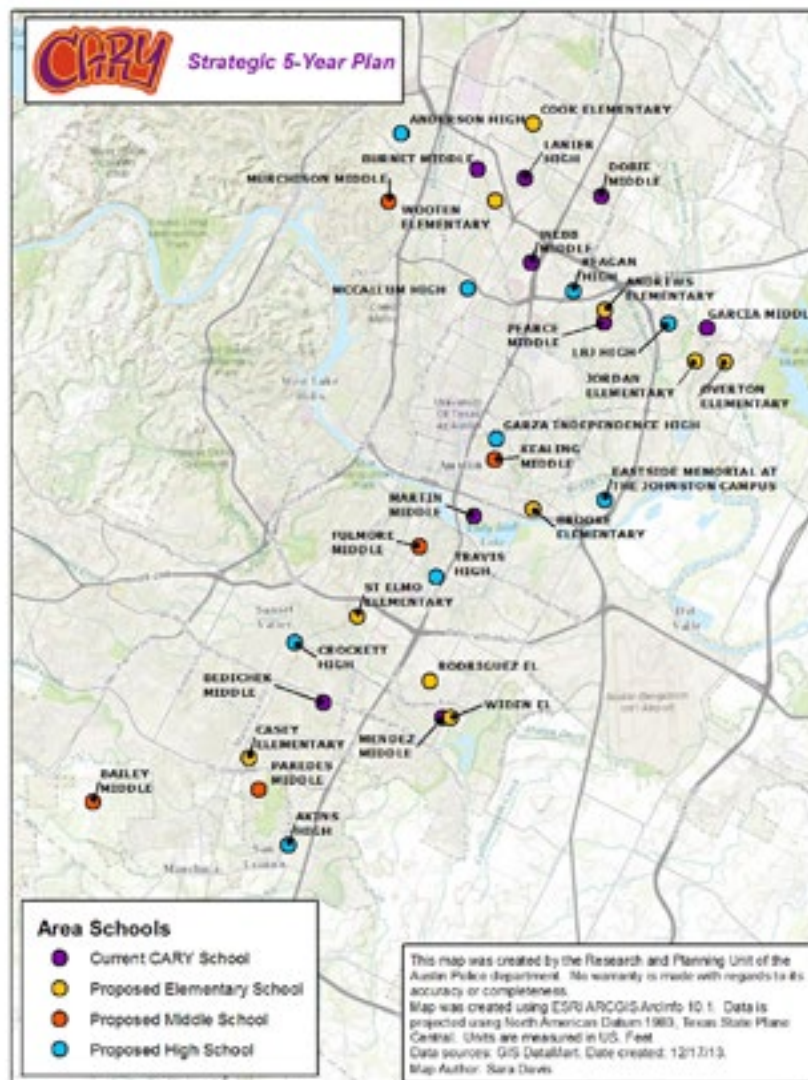 CARY
Strategic 5-Year Plan
COOK ELEMENTARY
ANDERSON HIGH
LANIER
HIGH
BURNET MIDDLE
DOBIE
MIDDLE
MURCHISON MIDDLE
WOOTEN
ELEMENTARY
WEBB
MIDDLE
REAGAN
HIGH
ANDREWS
ELEMENTARY
MCCALLUM HIGH
GARCIA MIDDL
PEARCE
MIDDLE
LBJ HIGH
JORDAN
ELEMENTARY
OVERTON
ELEMENTARY
GARZA INDEPENDENCE HIGH
KEALING
MIDDLE
EASTSIDE MEMORIAL AT
THE JOHNSTON CAMPUS
MARTIN
MIDDLE
BROOKE
ELEMENTARY
FULMORE
MIDDLE
TRAVIS
HIGH
ST ELMO
ELEMENTARY
Sunset
Valley
CROCKETT
HIGH
RODRIGUEZ EL
BEDICHEK
MIDDLE
WIDEN EL
CASEY
ELEMENTARY
MENDEZ
MIDDLE
PAREDES
MIDDLE
BAILEY
MIDDLE
AKINS
HIGH
Area Schools
Current CARY School
Proposed Elementary School
Proposed Middle School
Proposed High School
This map was created by the Research and Planning Unit of the
Austin Police department. No warranty is made with regards to its
accuracy or completeness.
Map was created using ESRI ARCGIS ArcInfo 10.1. Data is
projected using North American Datum 1983, Texas State Plane
Central. Units are measured in US. Feet
Data sources: GIS DataMart. Date created: 12/17/13.
Map Author: Sara Davis